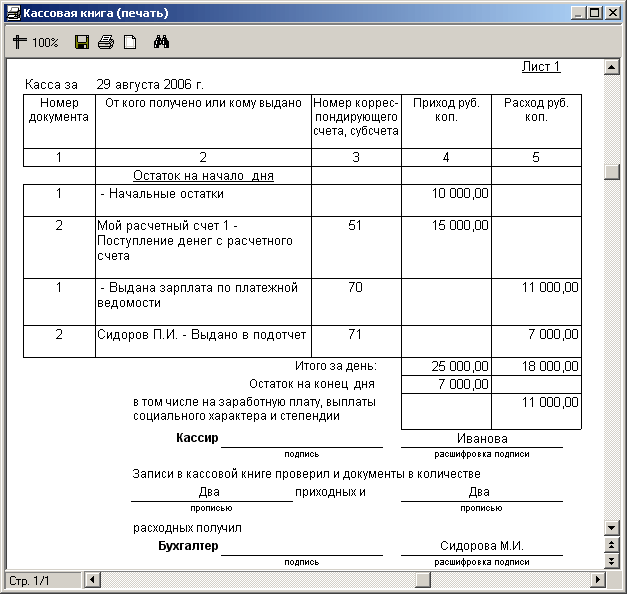 Кассовая книга (печать)
100%
Лист 1
Касса за 29 августа 2006 г.
Номер документа От кого получено или кому выдано Номер коррес-пондирующего счета, субсчета Приход руб. коп. Расход руб. коп.
1 2 3 4 5
Остаток на начало дня
1 - Начальные остатки 10 000,00
2 Мой расчетный счет 1 - 51 15 000,00
Поступление денег с расчетного
счета
1 - Выдана зарплата по платежной 70 11 000,00
ведомости
2 Сидоров П.И. - Выдано в подотчет 71 7 000,00
Итого за день: 25 000,00 18 000,00
Остаток на конец дня 7 000,00
в том числе на заработную плату, выплаты 11 000,00
социального характера и степендии
Кассир Иванова
подпись расшифровка подписи
Записи в кассовой книге проверил и документы в количестве
Два приходных и Два
прописью прописью
расходных получил
Бухгалтер Сидорова М.И.
подпись расшифровка подписи
Стр. 1/1